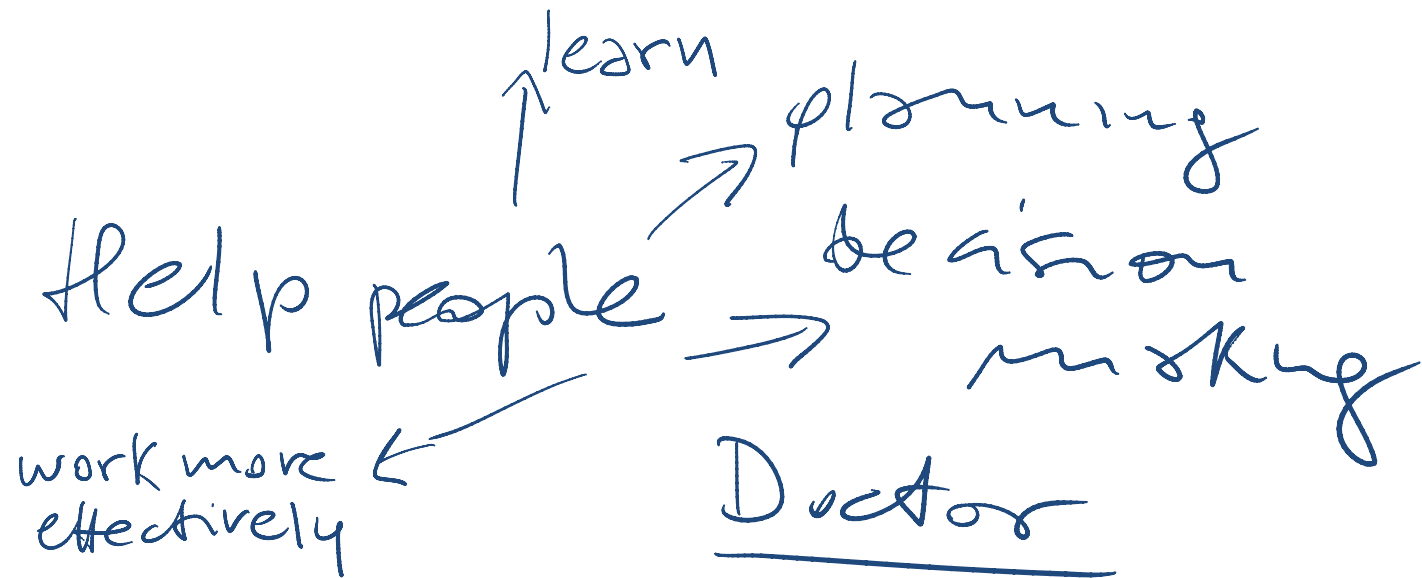 learn
planning
Help people
decision
making
work more
effectively
Doctor